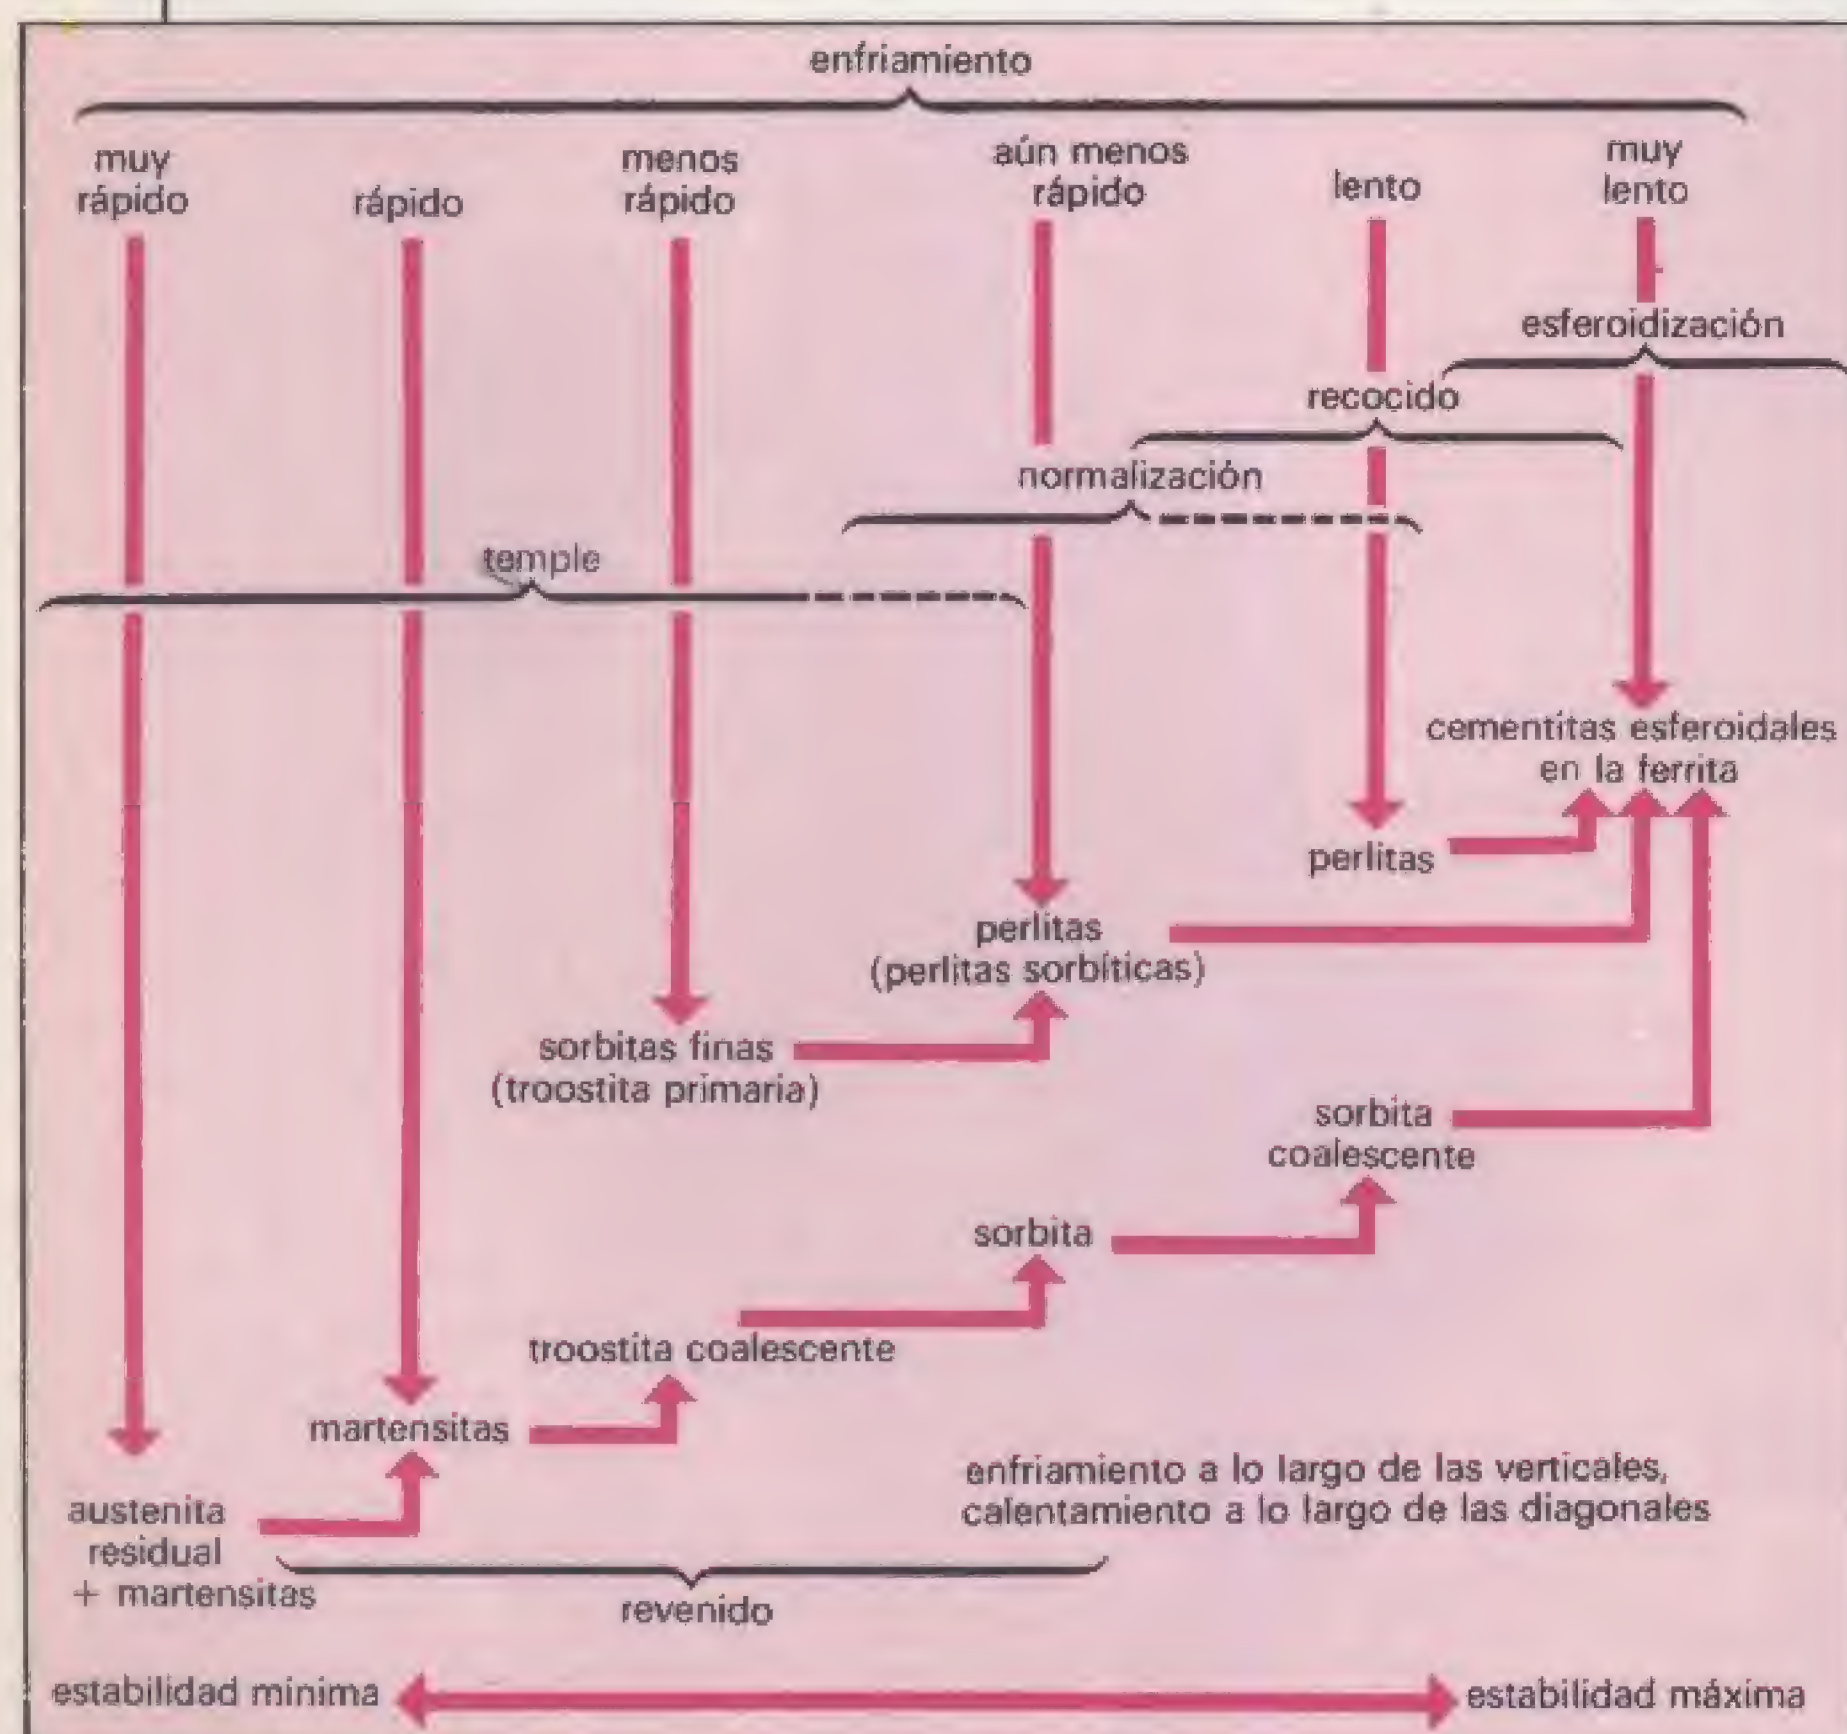 enfriamiento
muy
rápido
rápido
menos
rápido
aún menos
rápido
lento
muy
lento
esferoidización
recocido
normalización
temple
cementitas esferoidales
en la ferrita
perlitas
perlitas
(perlitas sorbíticas)
sorbitas finas
(troostita primaria)
sorbita
coalescente
sorbita
troostita coalescente
martensitas
enfriamiento a lo largo de las verticales,
calentamiento a lo largo de las diagonales
austenita
residual
+ martensitas
revenido
estabilidad mínima
estabilidad máxima